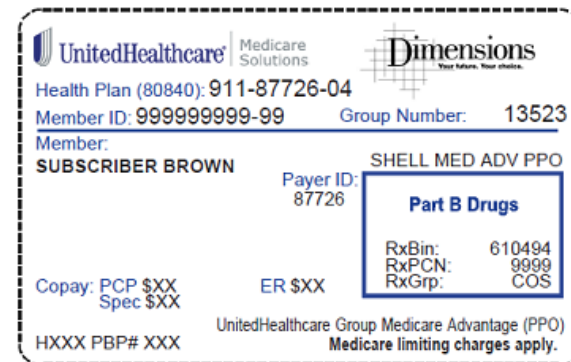 UnitedHealthcare® Medicare Solutions
Dimensions
Your future. Your choice.
Health Plan (80840): 911-87726-04
Member ID: 999999999-99 Group Number: 13523
Member:
SUBSCRIBER BROWN
SHELL MED ADV PPO
Payer ID:
87726
Part B Drugs
RxBin: 610494
RxPCN: 9999
RxGrp: COS
Copay: PCP $XX ER $XX
Spec $XX
UnitedHealthcare Group Medicare Advantage (PPO)
HXXX PBP# XXX Medicare limiting charges apply.